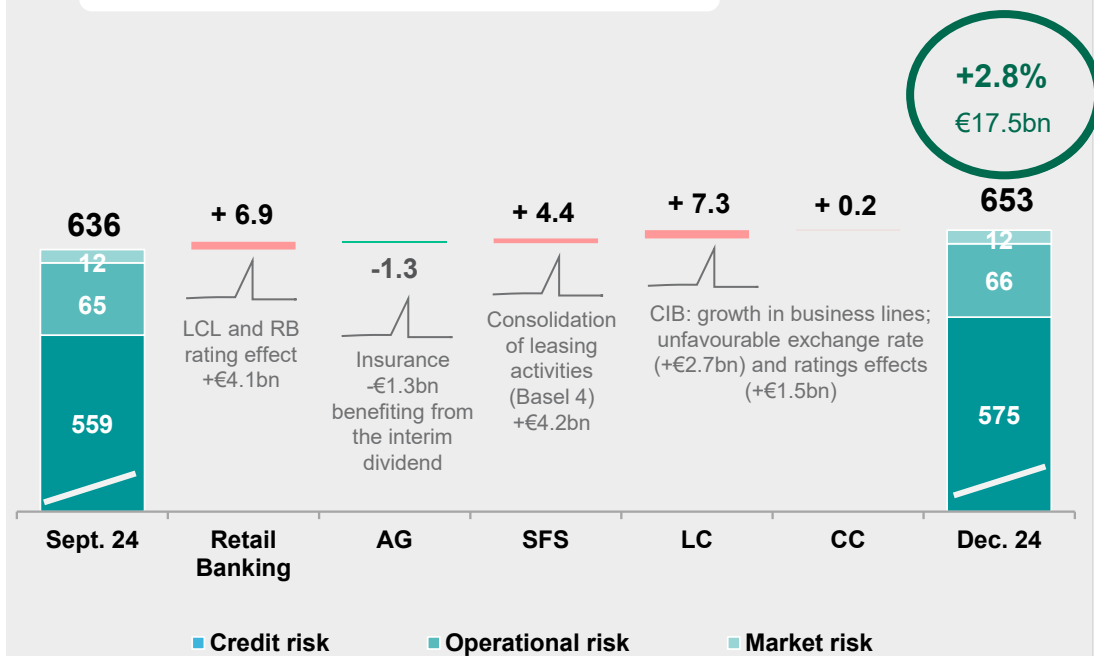 +2.8%
€17.5bn
636
12
65
559
+ 6.9
LCL and RB
rating effect
+€4.1bn
-1.3
Insurance
-€1.3bn
benefiting from
the interim
dividend
+ 4.4
Consolidation
of leasing
activities
(Basel 4)
+€4.2bn
+ 7.3
CIB: growth in business lines;
unfavourable exchange rate
(+€2.7bn) and ratings effects
(+€1.5bn)
+ 0.2
653
12
66
575
Sept. 24
Retail
Banking
AG
SFS
LC
CC
Dec. 24
Credit risk
Operational risk
Market risk